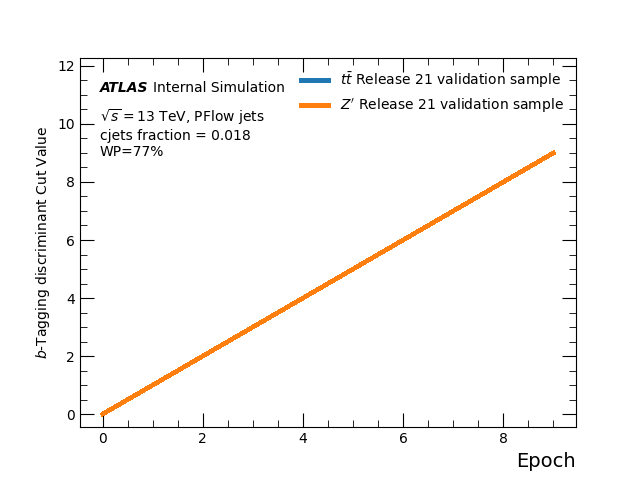 ATLAS Internal Simulation
√s = 13 TeV, PFlow jets
cjets fraction = 0.018
WP=77%
tt̄ Release 21 validation sample
Z′ Release 21 validation sample
b-Tagging discriminant Cut Value
12
10
8
6
4
2
0
0 2 4 6 8
Epoch